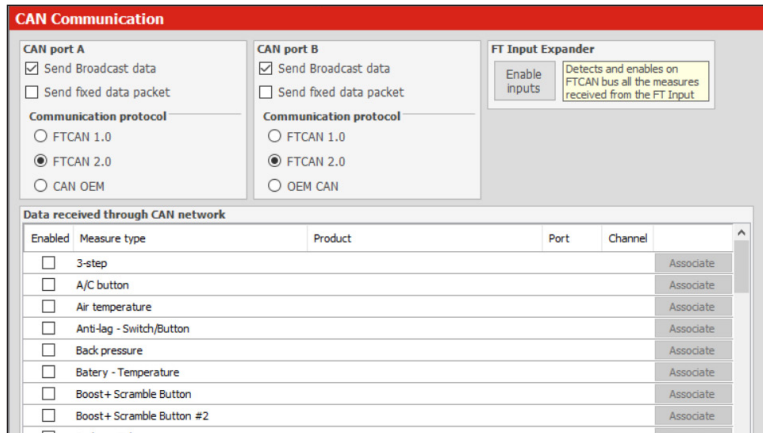 CAN Communication
CAN port A
Send Broadcast data
Send fixed data packet
Communication protocol
FTCAN 1.0
FTCAN 2.0
CAN OEM
CAN port B
Send Broadcast data
Send fixed data packet
Communication protocol
FTCAN 1.0
FTCAN 2.0
OEM CAN
FT Input Expander
Enable
inputs
Detects and enables on
FTCAN bus all the measures
received from the FT Input
Data received through CAN network
Enabled Measure type Product Port Channel
3-step Associate
A/C button Associate
Air temperature Associate
Anti-lag - Switch/Button Associate
Back pressure Associate
Batery - Temperature Associate
Boost+ Scramble Button Associate
Boost+ Scramble Button #2 Associate